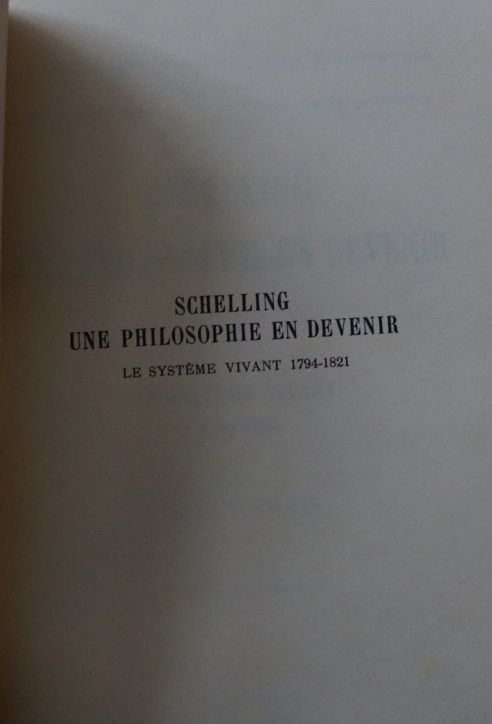 SCHELLING
UNE PHILOSOPHIE EN DEVENIR
LE SYSTÈME VIVANT 1794-1821